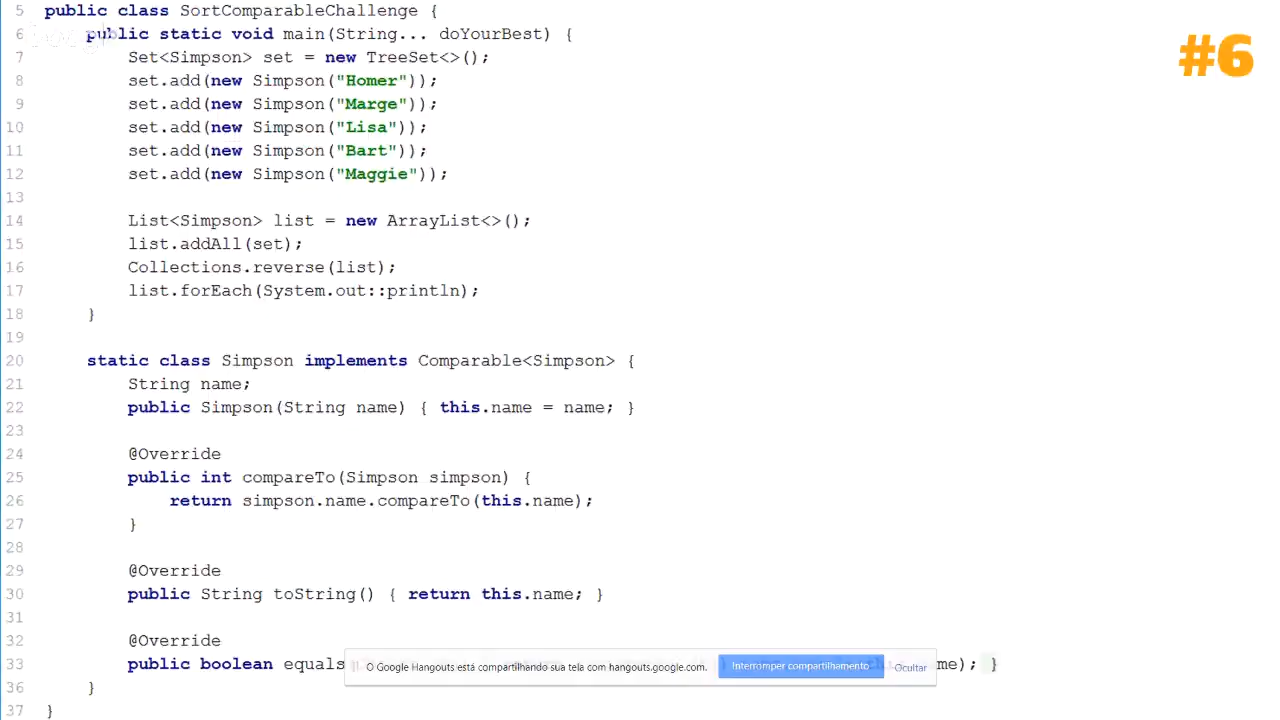 5 public class SortComparableChallenge {
6 public static void main(String... doYourBest) {
7 Set<Simpson> set = new TreeSet<>();
8 set.add(new Simpson("Homer"));
9 set.add(new Simpson("Marge"));
10 set.add(new Simpson("Lisa"));
11 set.add(new Simpson("Bart"));
12 set.add(new Simpson("Maggie"));
13
14 List<Simpson> list = new ArrayList<>();
15 list.addAll(set);
16 Collections.reverse(list);
17 list.forEach(System.out::println);
18 }
19
20 static class Simpson implements Comparable<Simpson> {
21 String name;
22 public Simpson(String name) { this.name = name; }
23
24 @Override
25 public int compareTo(Simpson simpson) {
26 return simpson.name.compareTo(this.name);
27 }
28
29 @Override
30 public String toString() { return this.name; }
31
32 @Override
33 public boolean equals me); }
36 }
37 }
#6
O Google Hangouts está compartilhando sua tela com hangouts.google.com.
Interromper compartilhamento
Ocultar